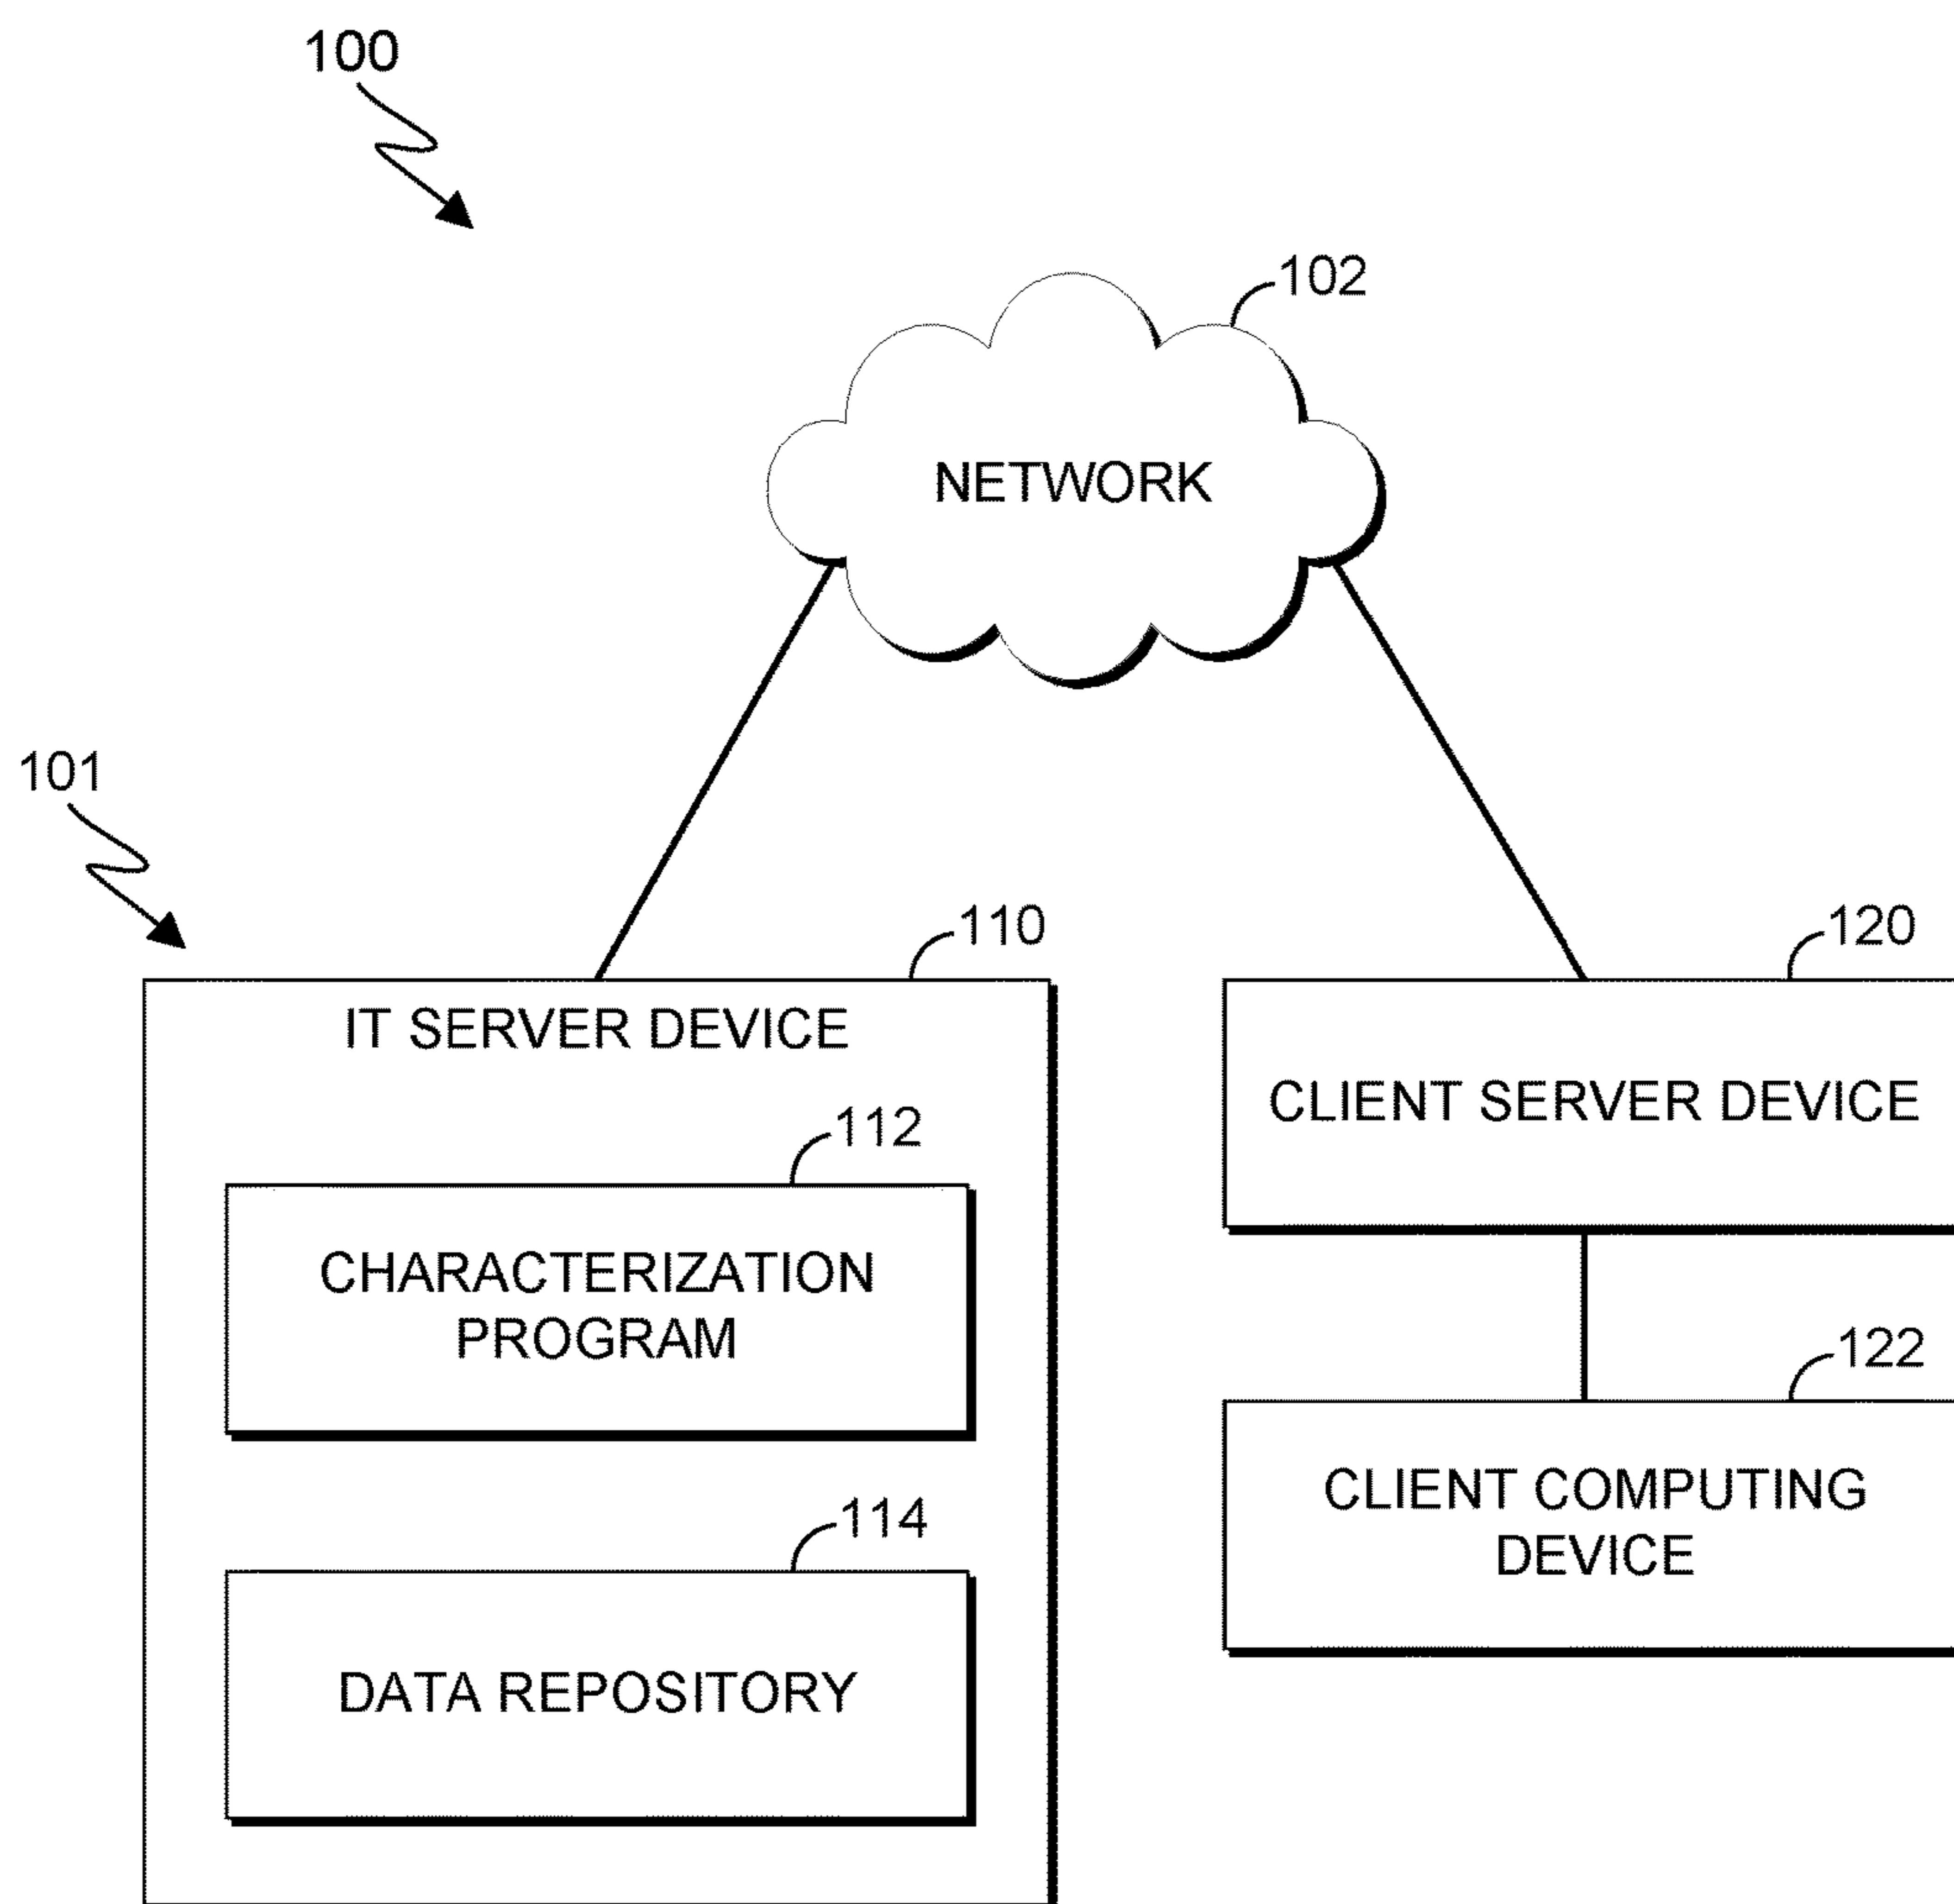 100
102
NETWORK
101
110
120
IT SERVER DEVICE
CLIENT SERVER DEVICE
112
CHARACTERIZATION
PROGRAM
122
CLIENT COMPUTING
DEVICE
114
DATA REPOSITORY